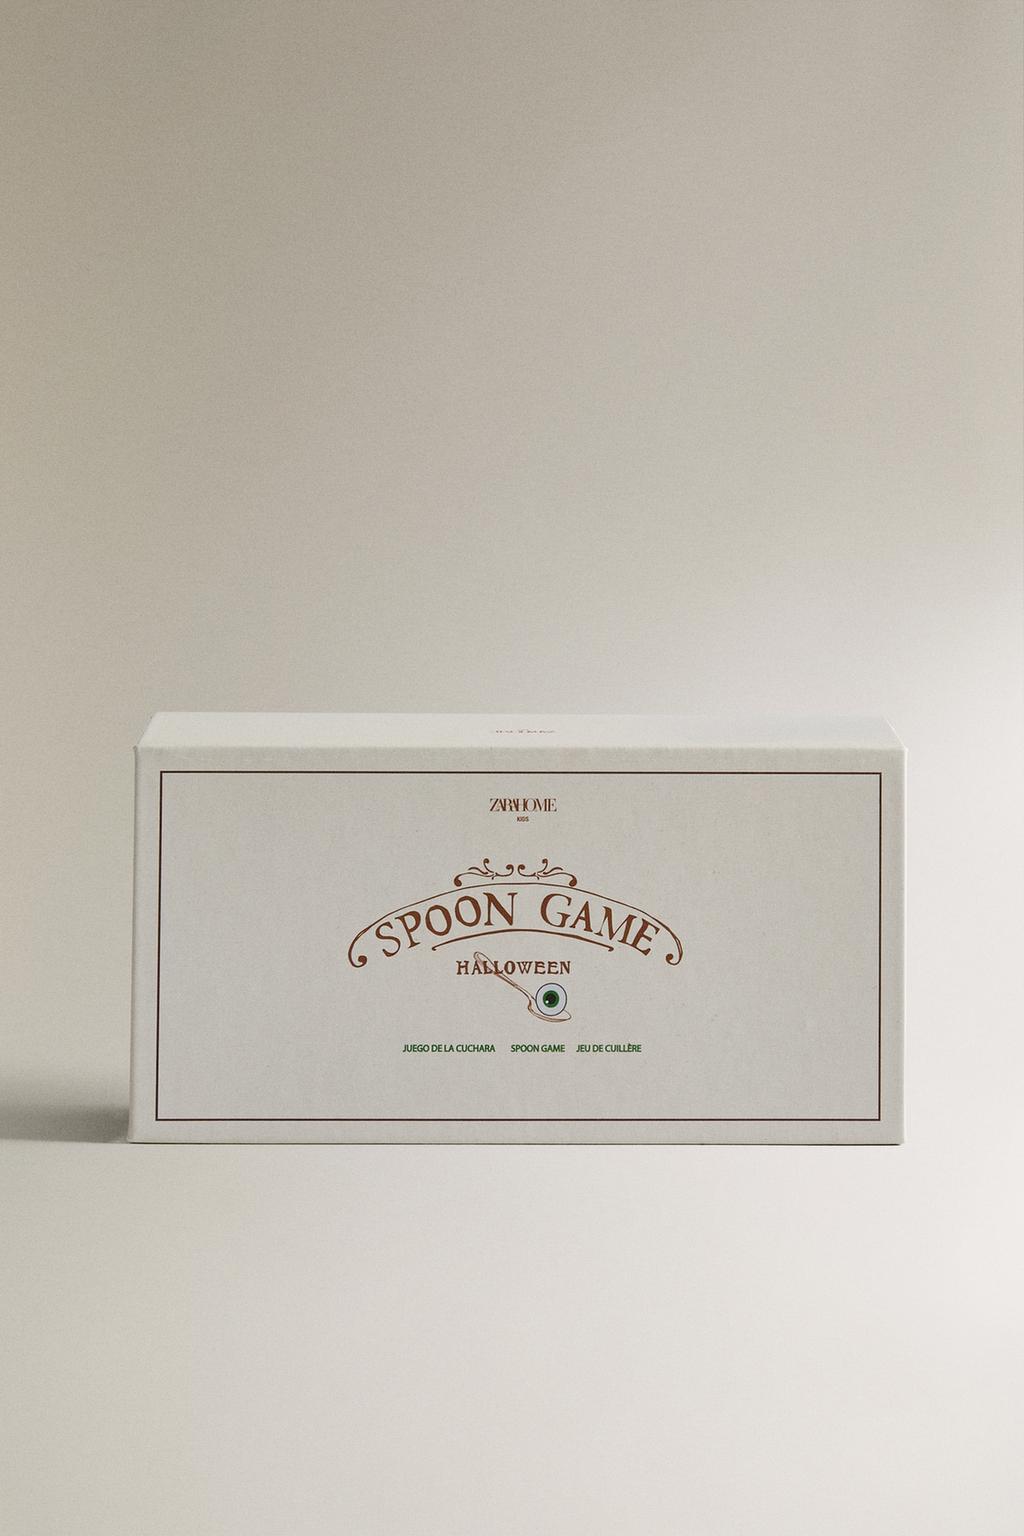 ZARAHOME
KIDS
SPOON GAME
HALLOWEEN
JUEGO DE LA CUCHARA SPOON GAME JEU DE CUILLÈRE